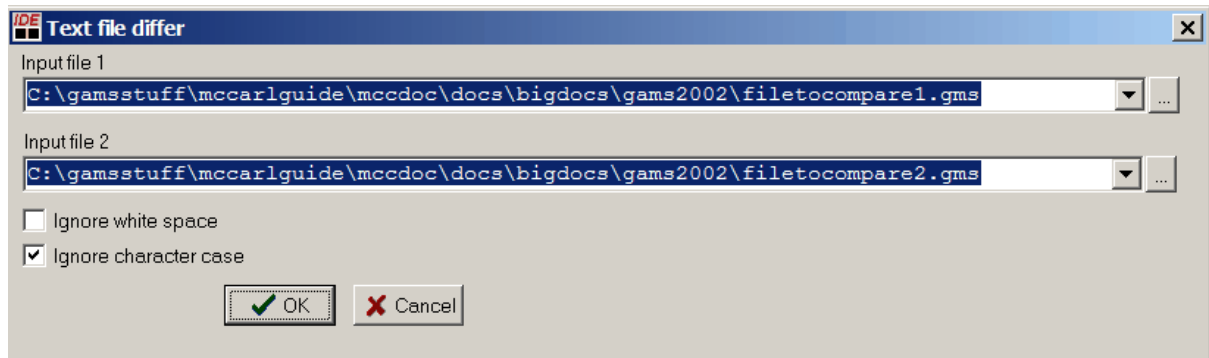 IDE Text file differ
Input file 1
C:\gamsstuff\mccarlguide\mccdoc\docs\bigdocs\gams2002\filetocompare1.gms
...
Input file 2
C:\gamsstuff\mccarlguide\mccdoc\docs\bigdocs\gams2002\filetocompare2.gms
...
Ignore white space
Ignore character case
OK Cancel